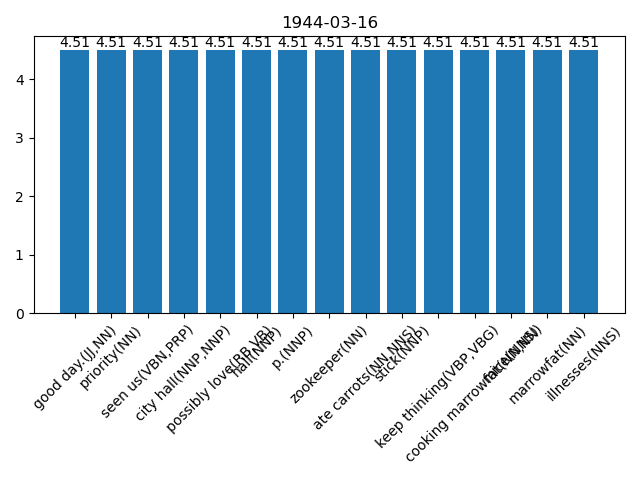 1944-03-16
4.51 4.51 4.51 4.51 4.51 4.51 4.51 4.51 4.51 4.51 4.51 4.51 4.51 4.51 4.51
4
3
2
1
0
good day.(JJ,NN)
priority(NN)
seen us(VBN,PRP)
city hall(NNP,NNP)
possibly love(RB,VB)
hall(NNP)
p.(NNP)
zookeeper(NN)
ate carrots(NN,NNS)
stick(NNP)
keep thinking(VBP,VBG)
cooking
marrowfat(NN)
illnesses(NNS)